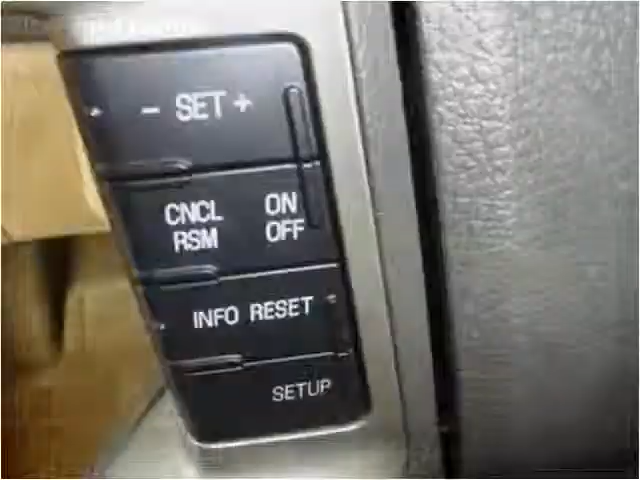 - SET +
CNCL ON
RSM OFF
INFO RESET
SETUP